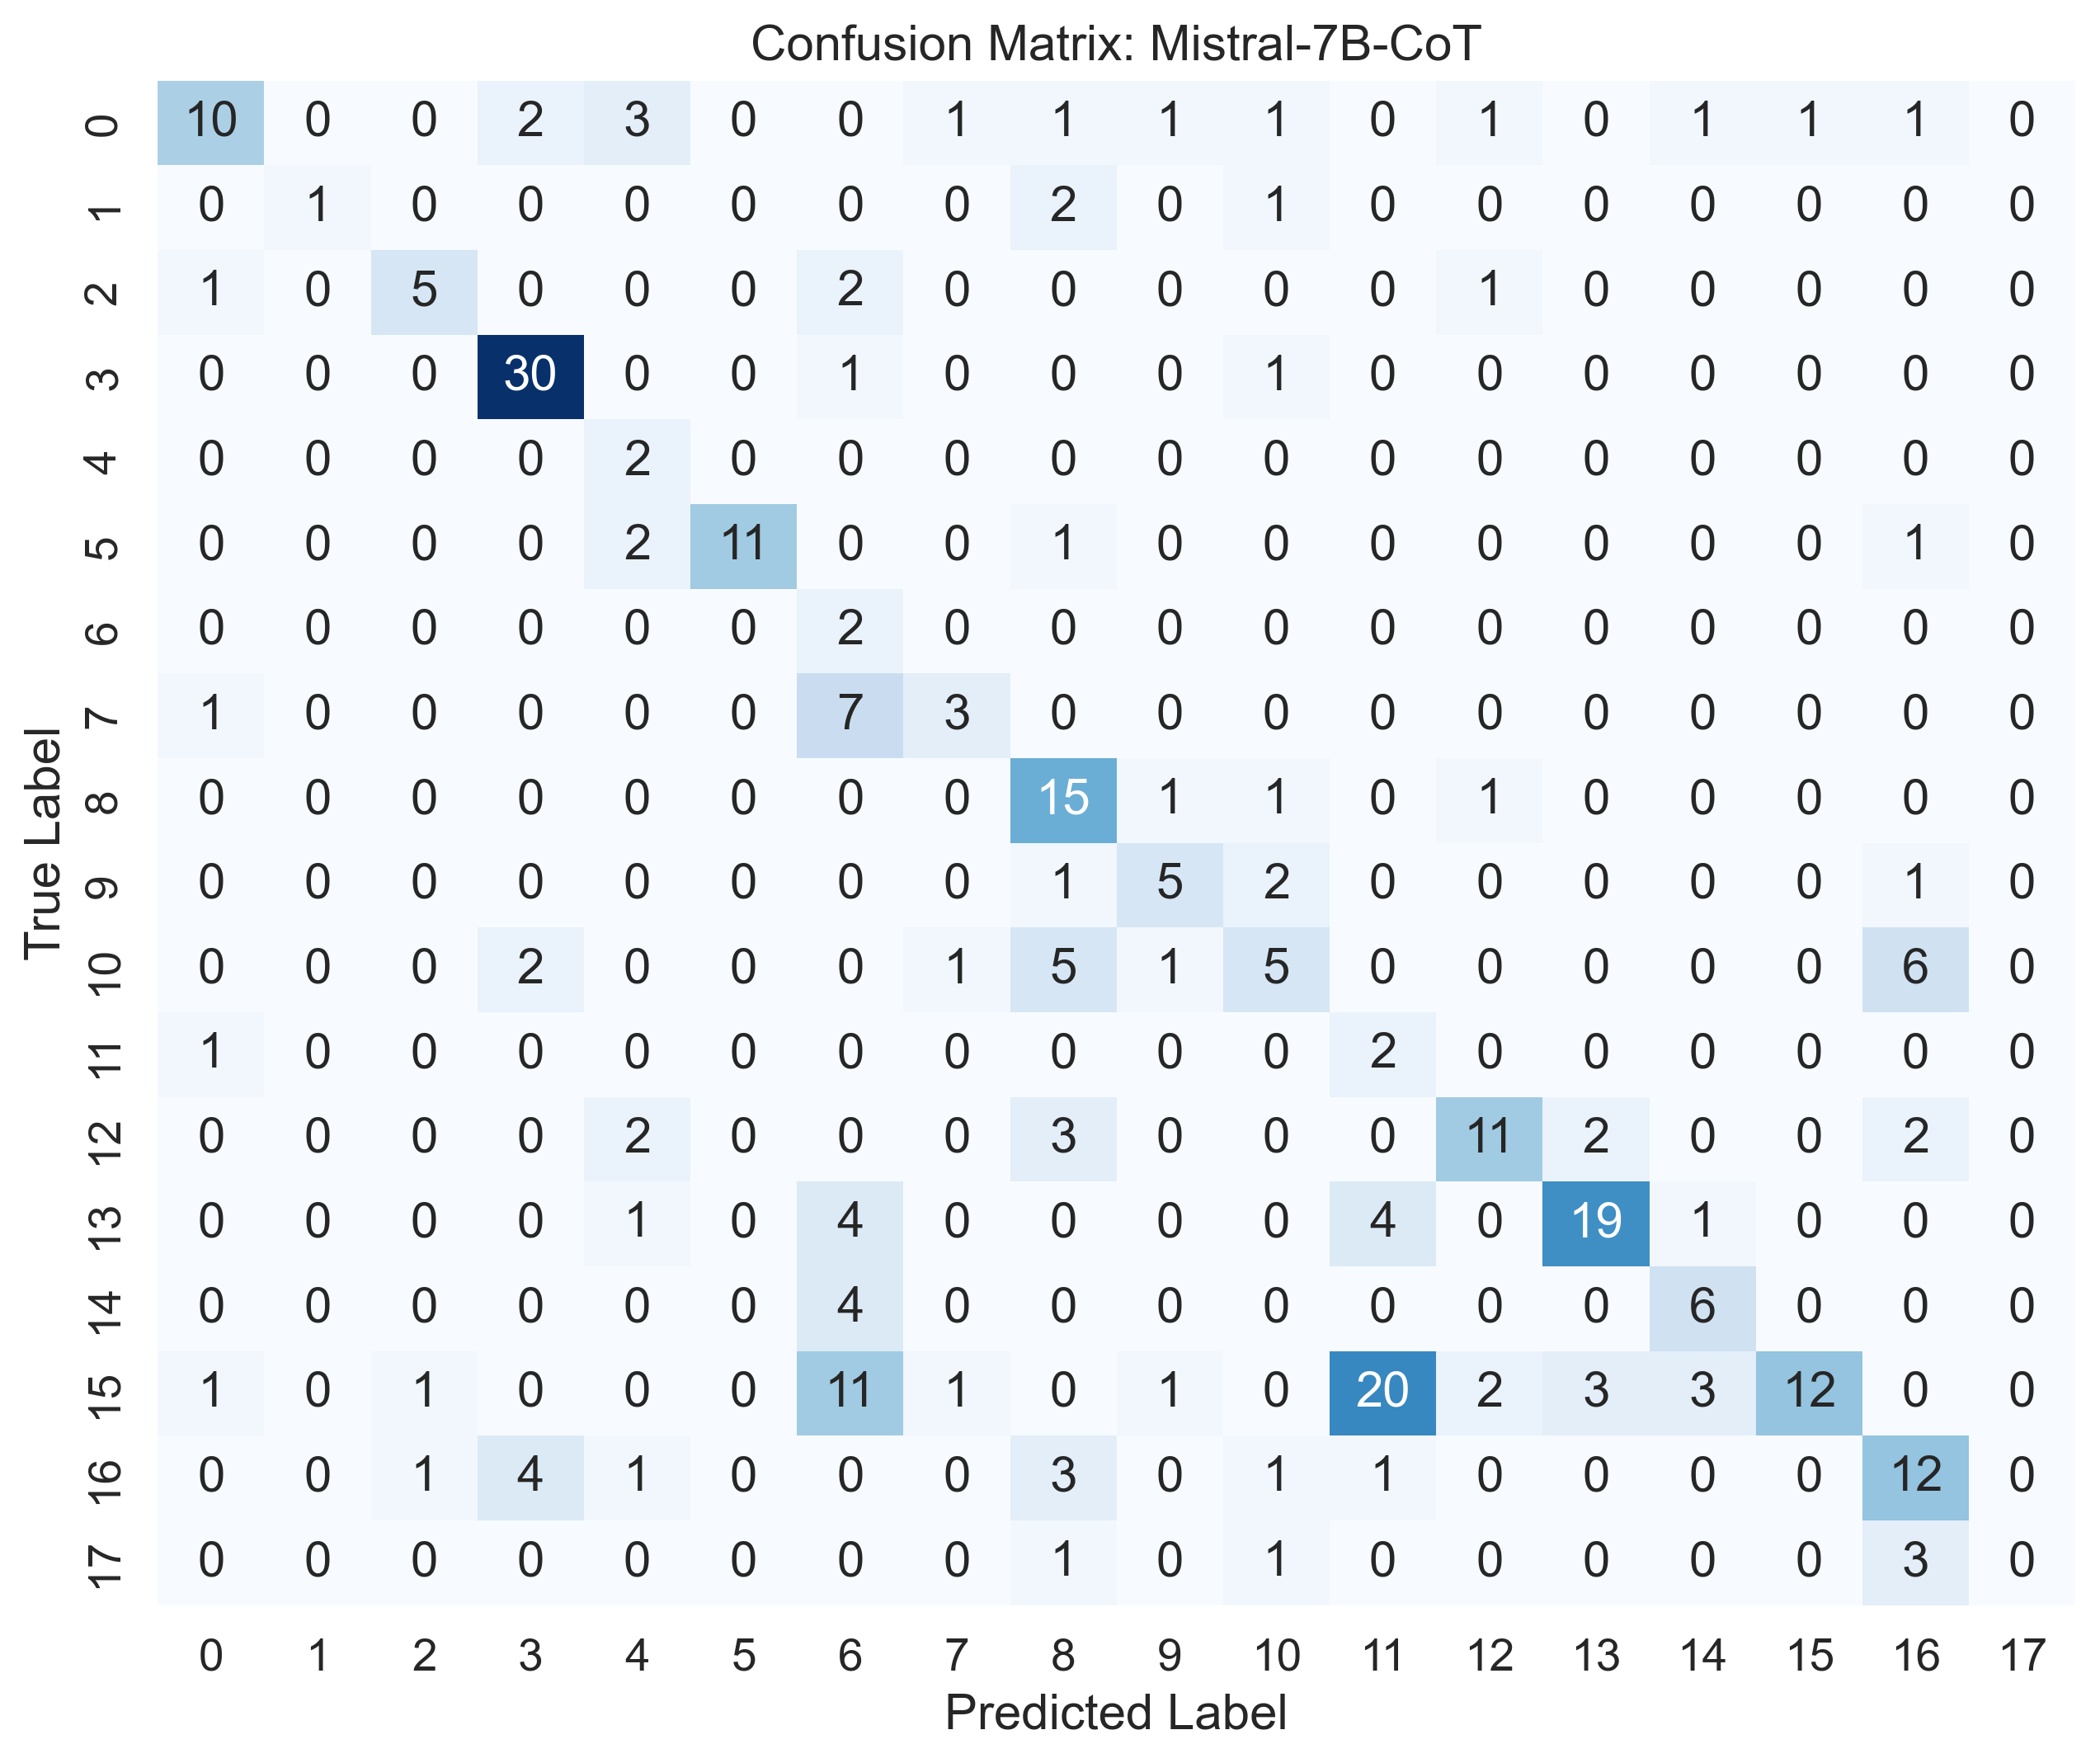 Confusion Matrix: Mistral-7B-CoT
0 10 0 0 2 3 0 0 1 1 1 1 0 1 0 1 1 1 0
1 0 1 0 0 0 0 0 0 2 0 1 0 0 0 0 0 0 0
2 1 0 5 0 0 0 2 0 0 0 0 0 1 0 0 0 0 0
3 0 0 0 30 0 0 1 0 0 0 1 0 0 0 0 0 0 0
4 0 0 0 0 2 0 0 0 0 0 0 0 0 0 0 0 0 0
5 0 0 0 0 2 11 0 0 1 0 0 0 0 0 0 0 1 0
6 0 0 0 0 0 0 2 0 0 0 0 0 0 0 0 0 0 0
7 1 0 0 0 0 0 7 3 0 0 0 0 0 0 0 0 0 0
8 0 0 0 0 0 0 0 0 15 1 1 0 1 0 0 0 0 0
9 0 0 0 0 0 0 0 0 1 5 2 0 0 0 0 0 1 0
10 0 0 0 2 0 0 0 1 5 1 5 0 0 0 0 0 6 0
11 1 0 0 0 0 0 0 0 0 0 0 2 0 0 0 0 0 0
12 0 0 0 0 2 0 0 0 3 0 0 0 11 2 0 0 2 0
13 0 0 0 0 1 0 4 0 0 0 0 4 0 19 1 0 0 0
14 0 0 0 0 0 0 4 0 0 0 0 0 0 0 6 0 0 0
15 1 0 1 0 0 0 11 1 0 1 0 20 2 3 3 12 0 0
16 0 0 1 4 1 0 0 0 3 0 1 1 0 0 0 0 12 0
17 0 0 0 0 0 0 0 0 1 0 1 0 0 0 0 0 3 0
0 1 2 3 4 5 6 7 8 9 10 11 12 13 14 15 16 17
Predicted Label
True Label